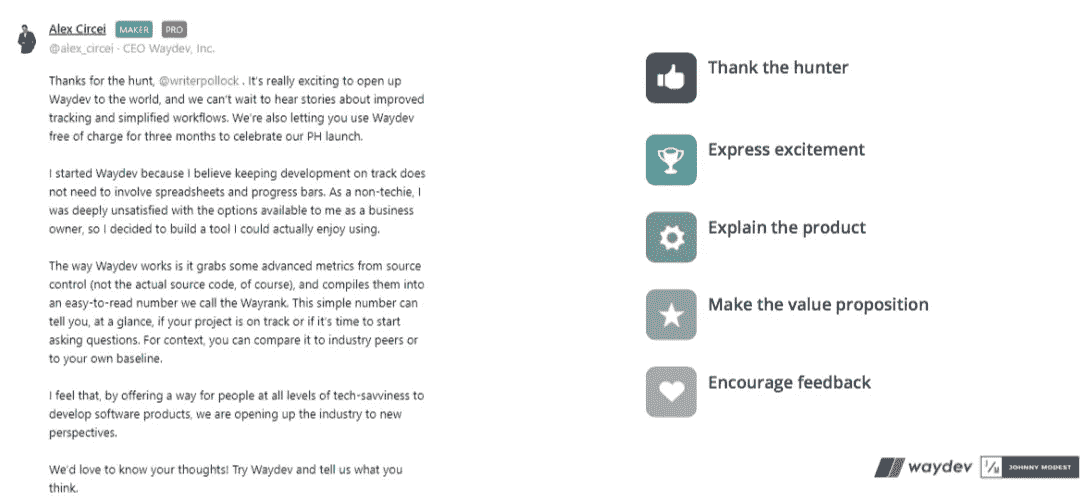 Alex Circei MAKER PRO
@alex_circei · CEO Waydev, Inc.
Thanks for the hunt, @writerpollock . It's really exciting to open up
Waydev to the world, and we can't wait to hear stories about improved
tracking and simplified workflows. We're also letting you use Waydev
free of charge for three months to celebrate our PH launch.
I started Waydev because I believe keeping development on track does
not need to involve spreadsheets and progress bars. As a non-techie, I
was deeply unsatisfied with the options available to me as a business
owner, so I decided to build a tool I could actually enjoy using.
The way Waydev works is it grabs some advanced metrics from source
control (not the actual source code, of course), and compiles them into
an easy-to-read number we call the Wayrank. This simple number can
tell you, at a glance, if your project is on track or if it's time to start
asking questions. For context, you can compare it to industry peers or
to your own baseline.
I feel that, by offering a way for people at all levels of tech-savviness to
develop software products, we are opening up the industry to new
perspectives.
We'd love to know your thoughts! Try Waydev and tell us what you
think.
Thank the hunter
Express excitement
Explain the product
Make the value proposition
Encourage feedback
waydev
JOHNNY MODEST